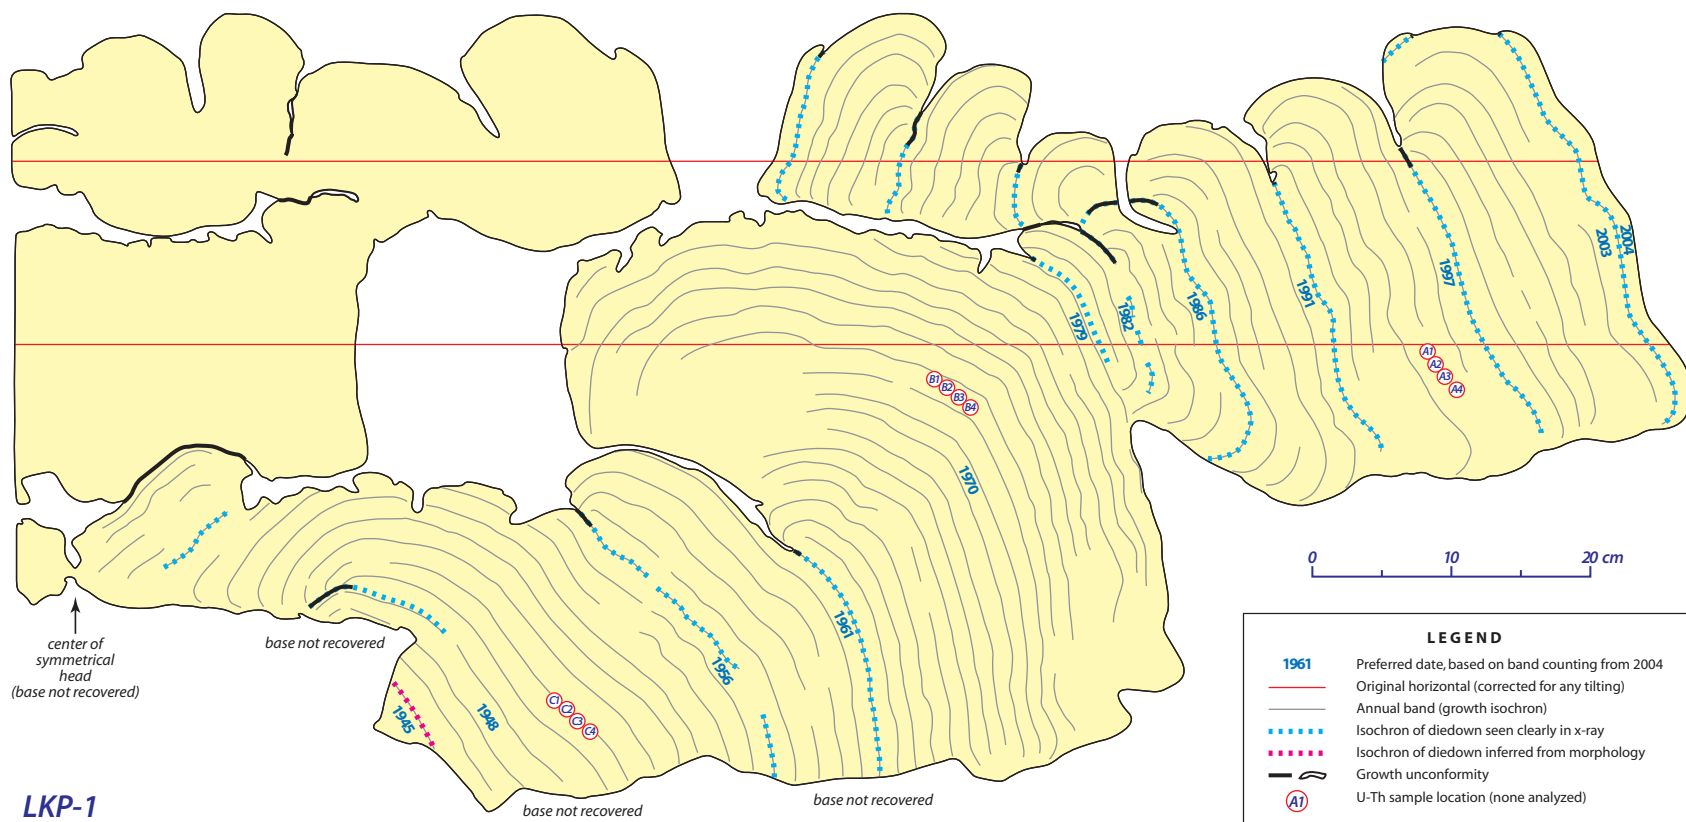 2003
2004
1997
1991
1986
1982
1979
A1
A2
A3
A4
B1
B2
B3
B4
1970
1961
1956
C1
C2
C3
C4
1948
1945
center of
symmetrical
head
(base not recovered)
base not recovered
base not recovered
base not recovered
LKP-1
0 10 20 cm
LEGEND
1961 Preferred date, based on band counting from 2004
Original horizontal (corrected for any tilting)
Annual band (growth isochron)
Isochron of diedown seen clearly in x-ray
Isochron of diedown inferred from morphology
Growth unconformity
A1 U-Th sample location (none analyzed)